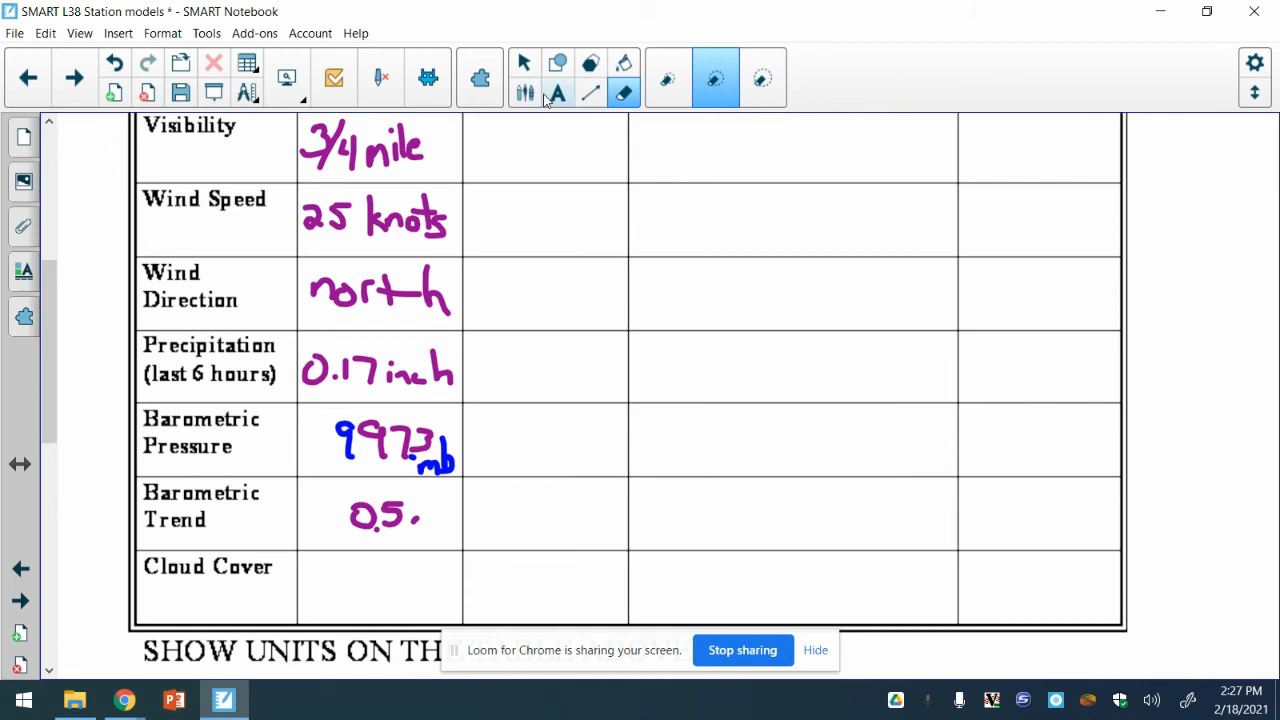 SMART L38 Station models * - SMART Notebook
File Edit View Insert Format Tools Add-ons Account Help
Visibility 3/4 mile
Wind Speed 25 knots
Wind
Direction north
Precipitation
(last 6 hours) 0.17 inch
Barometric
Pressure 997.3 mb
Barometric
Trend 0.5.
Cloud Cover
SHOW UNITS ON TH
Loom for Chrome is sharing your screen. Stop sharing Hide
2:27 PM
2/18/2021